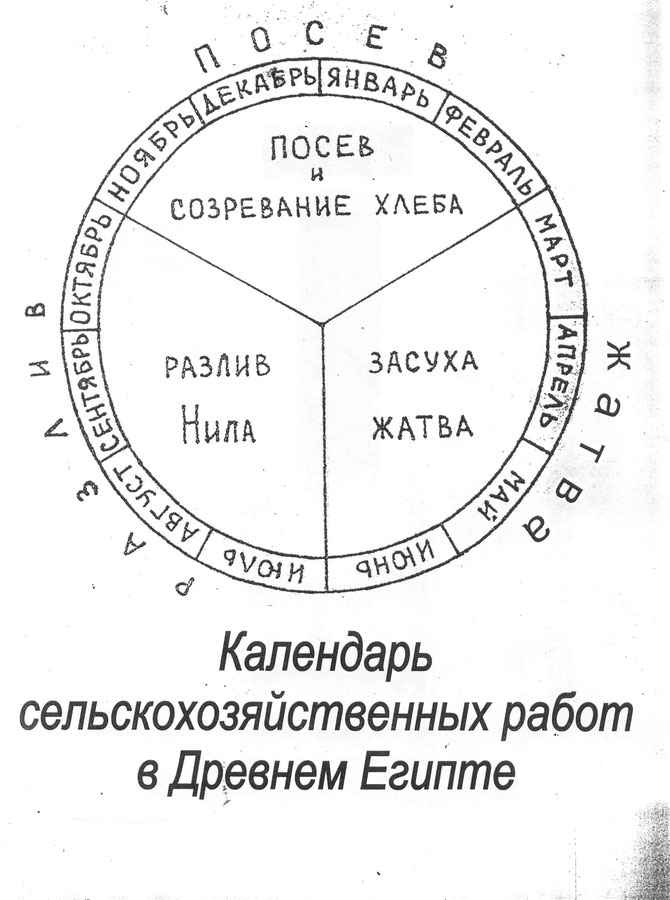 ПОСЕВ
ДЕКАБРЬ
ЯНВАРЬ
ФЕВРАЛЬ
МАРТ
АПРЕЛЬ
МАЙ
ИЮНЬ
ИЮЛЬ
АВГУСТ
СЕНТЯБРЬ
ОКТЯБРЬ
НОЯБРЬ
ПОСЕВ
и
СОЗРЕВАНИЕ ХЛЕБА
РАЗЛИВ
Нила
ЗАСУХА
ЖАТВА
РАЗЛИВ
Жатва
Календарь
сельскохозяйственных работ
в Древнем Египте